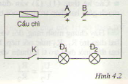 A B
Cầu chì
K Đ₁ Đ₂
Hình 4.2